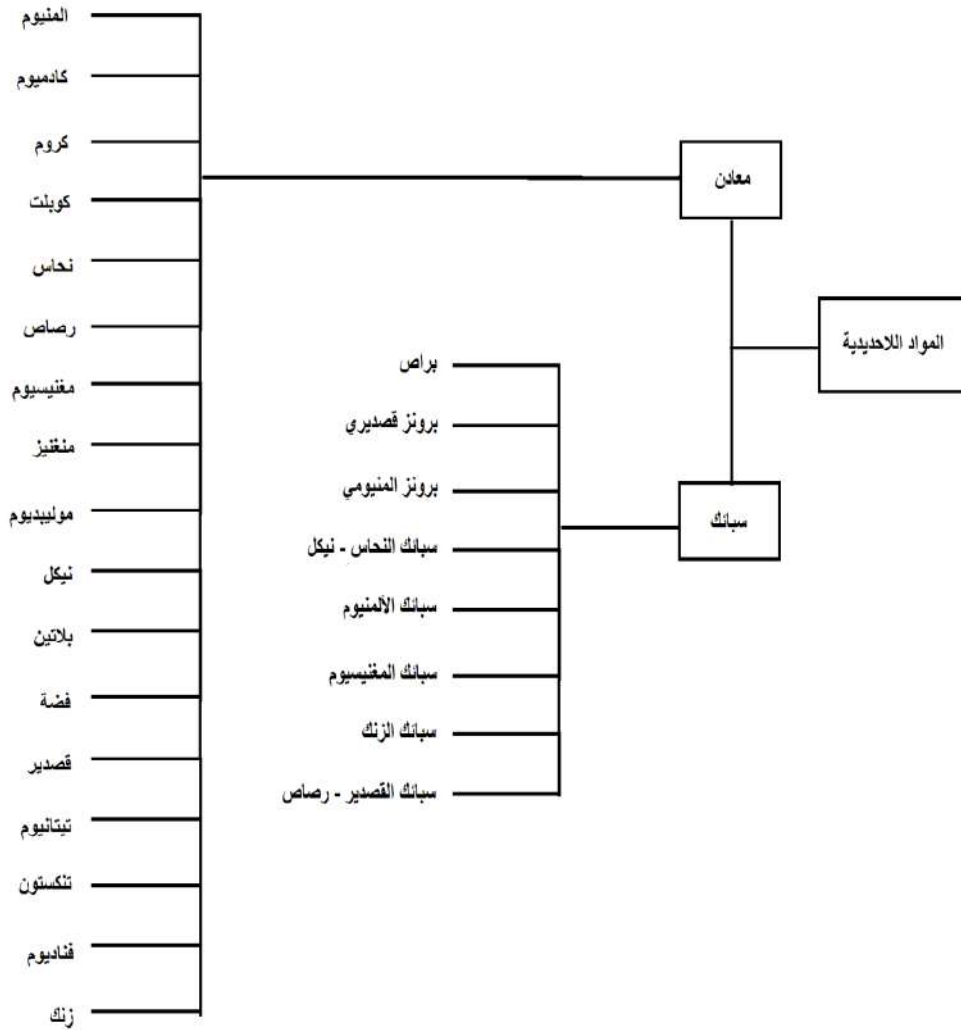 المواد اللاحديدية
معادن
المنيوم
كادميوم
كروم
كوبلت
نحاس
رصاص
مغنيسيوم
منغنيز
موليبديوم
نيكل
بلاتين
فضة
قصدير
تيتانيوم
تنكستون
فناديوم
زنك
سبائك
براص
برونز قصديري
برونز المنيومي
سبائك النحاس - نيكل
سبائك الألمنيوم
سبائك المغنيسيوم
سبائك الزنك
سبائك القصدير - رصاص